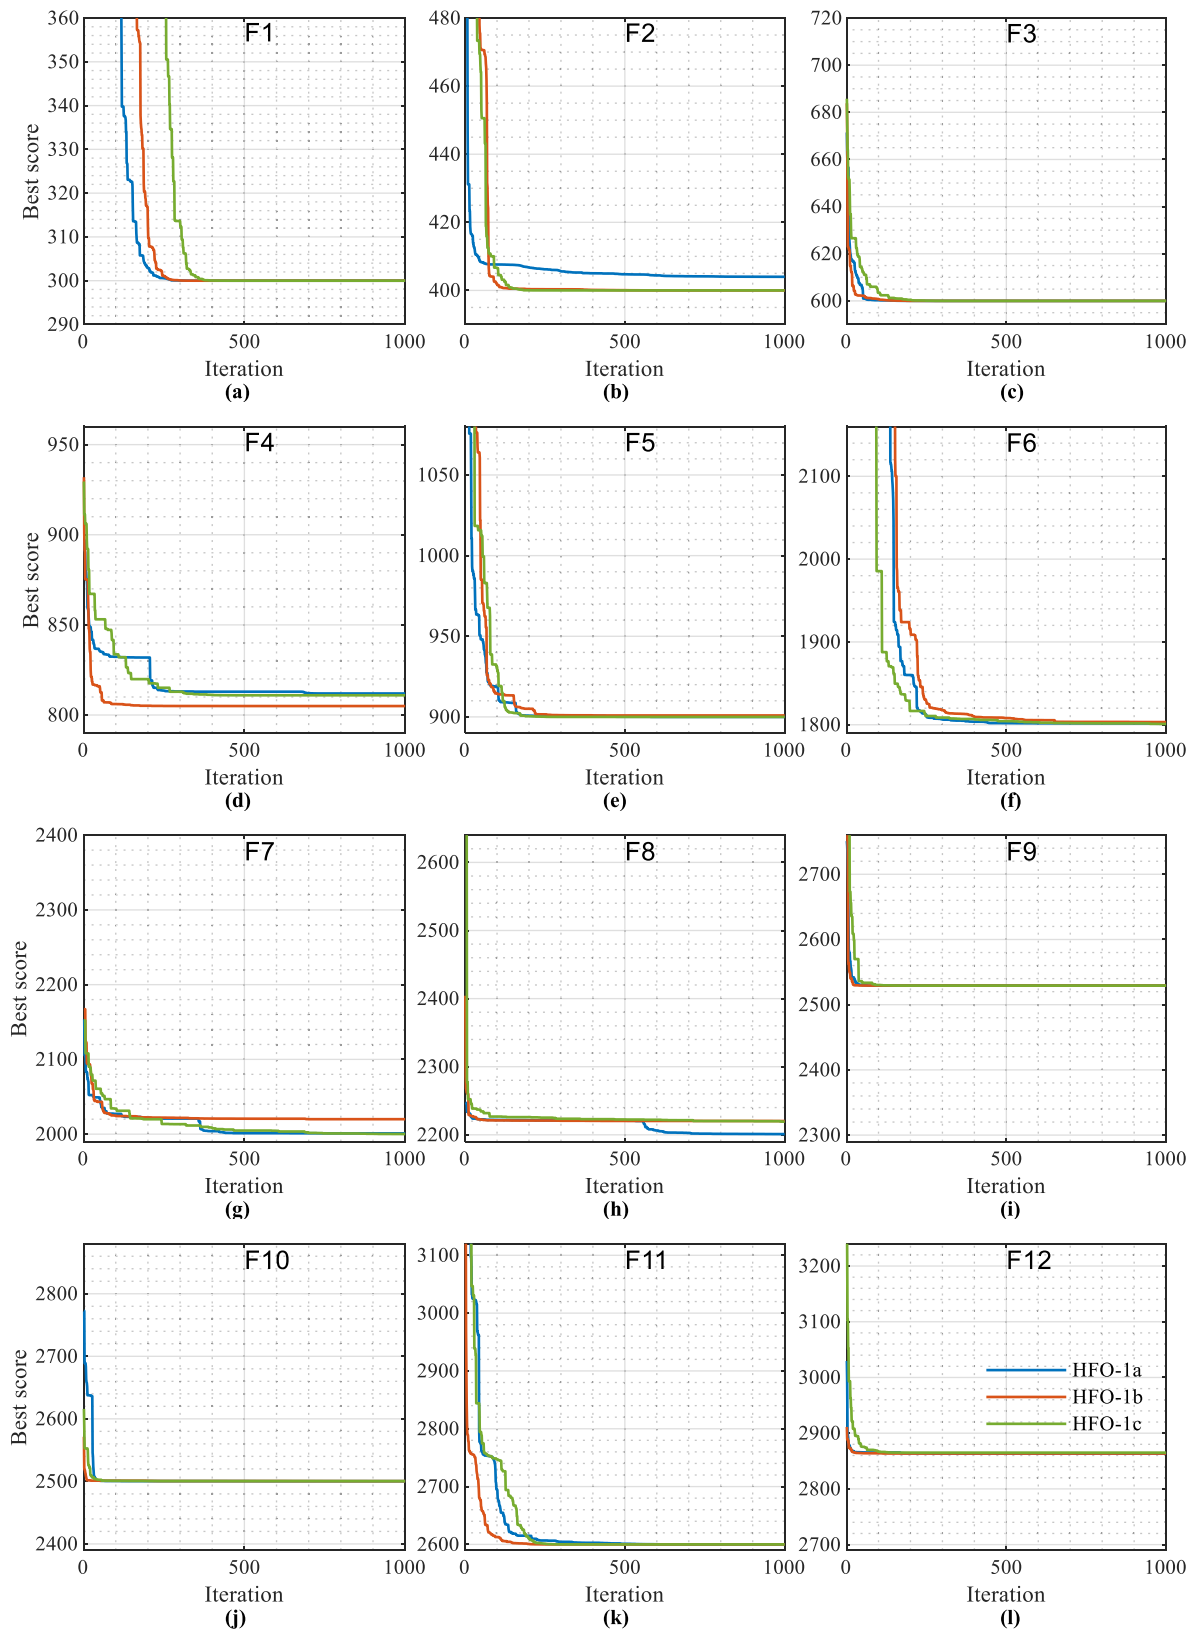 F1
Best score
360
350
340
330
320
310
300
290
0
500
1000
Iteration
(a)
F2
480
460
440
420
400
0
500
1000
Iteration
(b)
F3
720
700
680
660
640
620
600
0
500
1000
Iteration
(c)
F4
Best score
950
900
850
800
0
500
1000
Iteration
(d)
F5
1050
1000
950
900
0
500
1000
Iteration
(e)
F6
2100
2000
1900
1800
0
500
1000
Iteration
(f)
F7
Best score
2400
2300
2200
2100
2000
0
500
1000
Iteration
(g)
F8
2600
2500
2400
2300
2200
0
500
1000
Iteration
(h)
F9
2700
2600
2500
2400
2300
0
500
1000
Iteration
(i)
F10
Best score
2800
2700
2600
2500
2400
0
500
1000
Iteration
(j)
F11
3100
3000
2900
2800
2700
2600
0
500
1000
Iteration
(k)
F12
3200
3100
3000
2900
2800
2700
HFO-1a
HFO-1b
HFO-1c
0
500
1000
Iteration
(l)